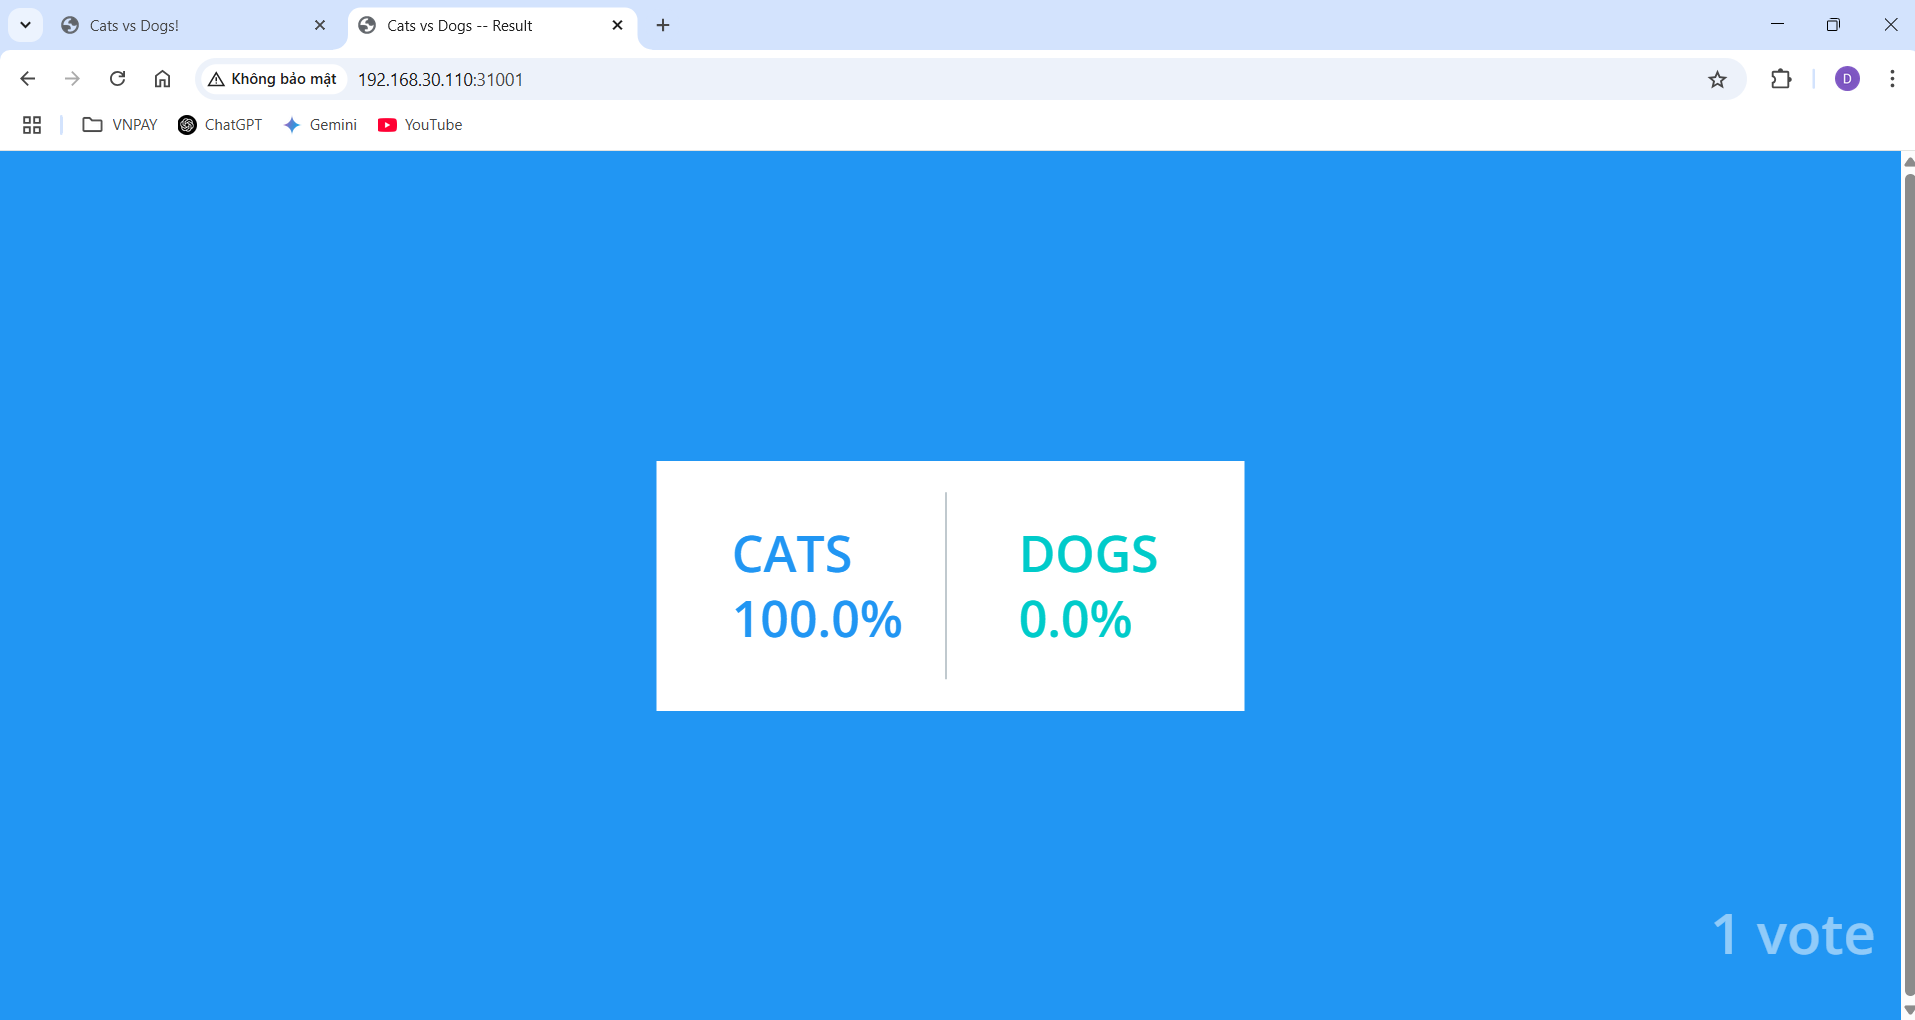 Cats vs Dogs!
Cats vs Dogs -- Result
Không bảo mật
192.168.30.110:31001
D
VNPAY
ChatGPT
Gemini
YouTube
CATS
100.0%
DOGS
0.0%
1 vote